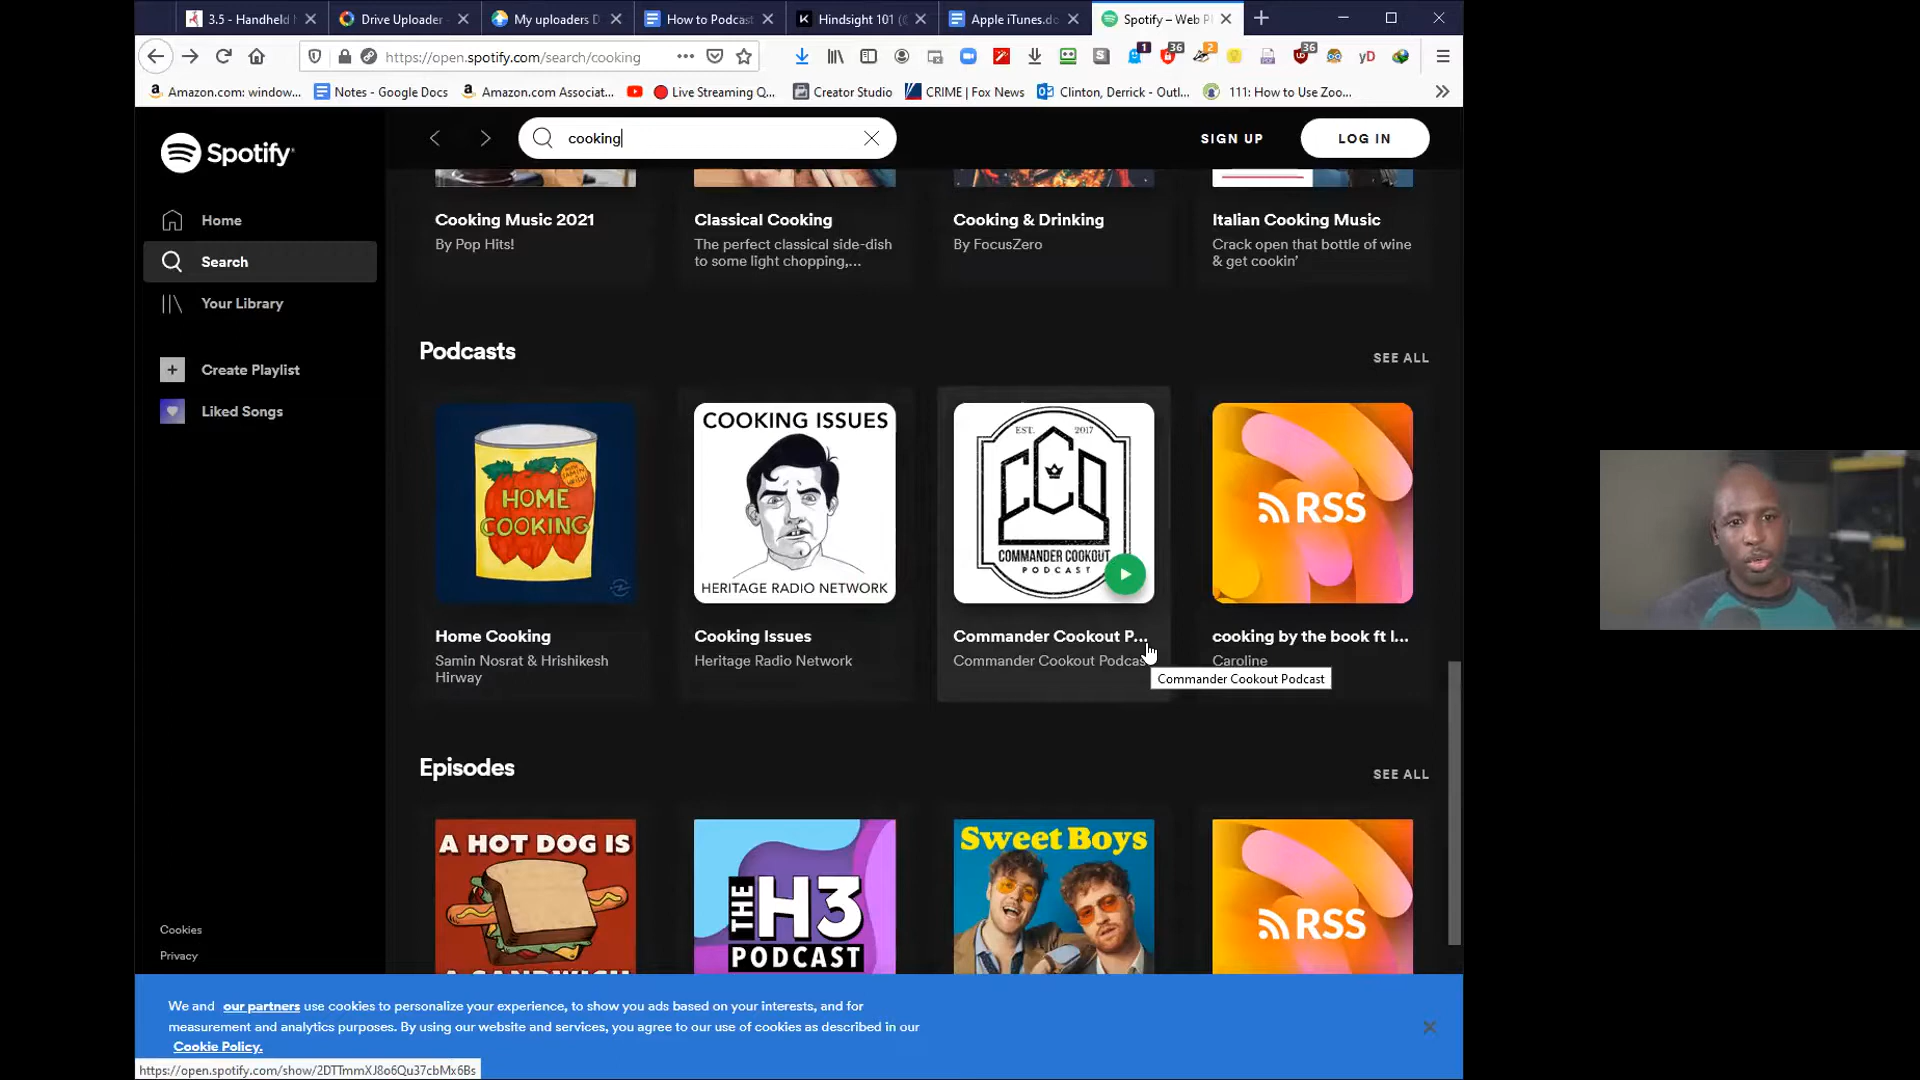 3.5 - Handheld
Drive Uploader
My uploaders D
How to Podcas
Hindsight 101 (
Apple iTunes.do
Spotify – Web P
https://open.spotify.com/search/cooking
1
36
2
36
yD
Amazon.com: window...
Notes - Google Docs
Amazon.com Associat...
Live Streaming Q...
Creator Studio
CRIME | Fox News
Clinton, Derrick - Outl...
111: How to Use Zoo...
Spotify
cooking
SIGN UP
LOG IN
Home
Search
Your Library
Create Playlist
Liked Songs
Cookies
Privacy
Cooking Music 2021
By Pop Hits!
Classical Cooking
The perfect classical side-dish
to some light chopping,...
Cooking & Drinking
By FocusZero
Italian Cooking Music
Crack open that bottle of wine
& get cookin'
Podcasts
SEE ALL
HOME
COOKING
COOKING ISSUES
HERITAGE RADIO NETWORK
EST. 2017
CCO
COMMANDER COOKOUT
PODCAST
RSS
Home Cooking
Samin Nosrat & Hrishikesh
Hirway
Cooking Issues
Heritage Radio Network
Commander Cookout P...
Commander Cookout Podcas
cooking by the book ft l...
Caroline
Commander Cookout Podcast
Episodes
SEE ALL
A HOT DOG IS
A SANDWICH
THE H3
PODCAST
Sweet Boys
RSS
We and our partners use cookies to personalize your experience, to show you ads based on your interests, and for
measurement and analytics purposes. By using our website and services, you agree to our use of cookies as described in our
Cookie Policy.
https://open.spotify.com/show/2DTTmmXJ8o6Qu37cbMx6Bs